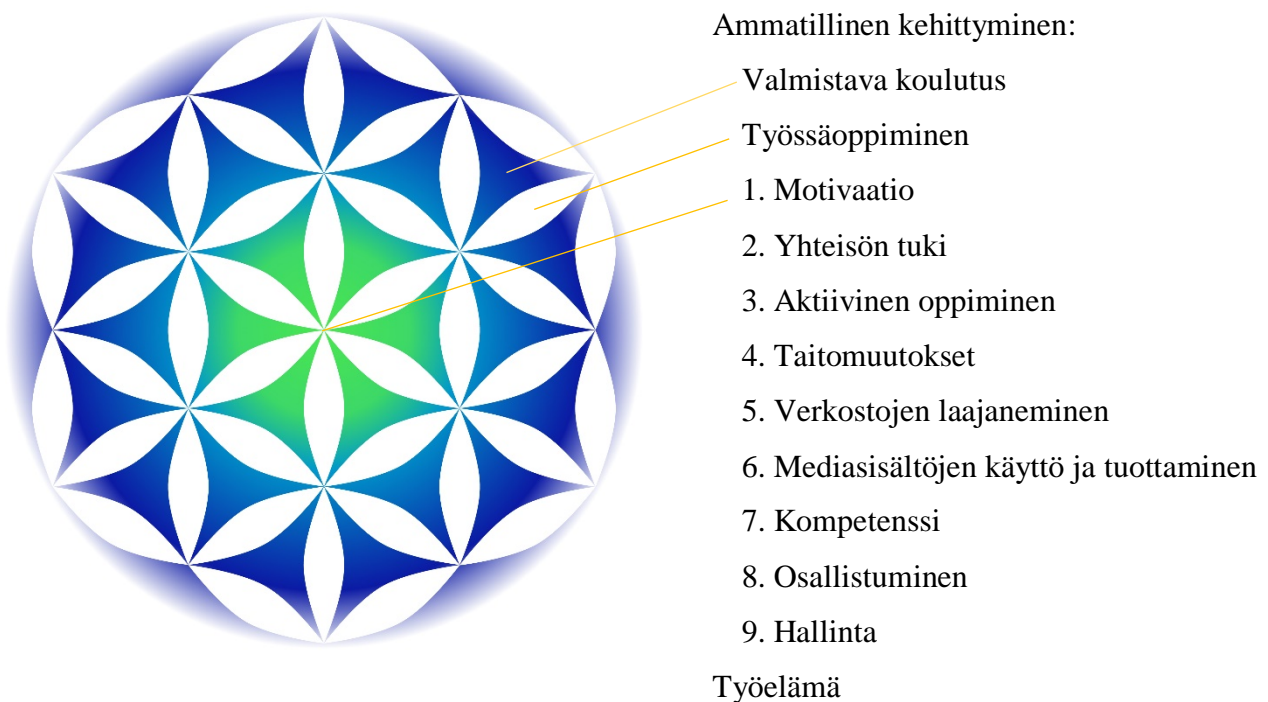 Ammatillinen kehittyminen:
Valmistava koulutus
Työssäoppiminen
1. Motivaatio
2. Yhteisön tuki
3. Aktiivinen oppiminen
4. Taitomuutokset
5. Verkostojen laajaneminen
6. Mediasisältöjen käyttö ja tuottaminen
7. Kompetenssi
8. Osallistuminen
9. Hallinta
Työelämä